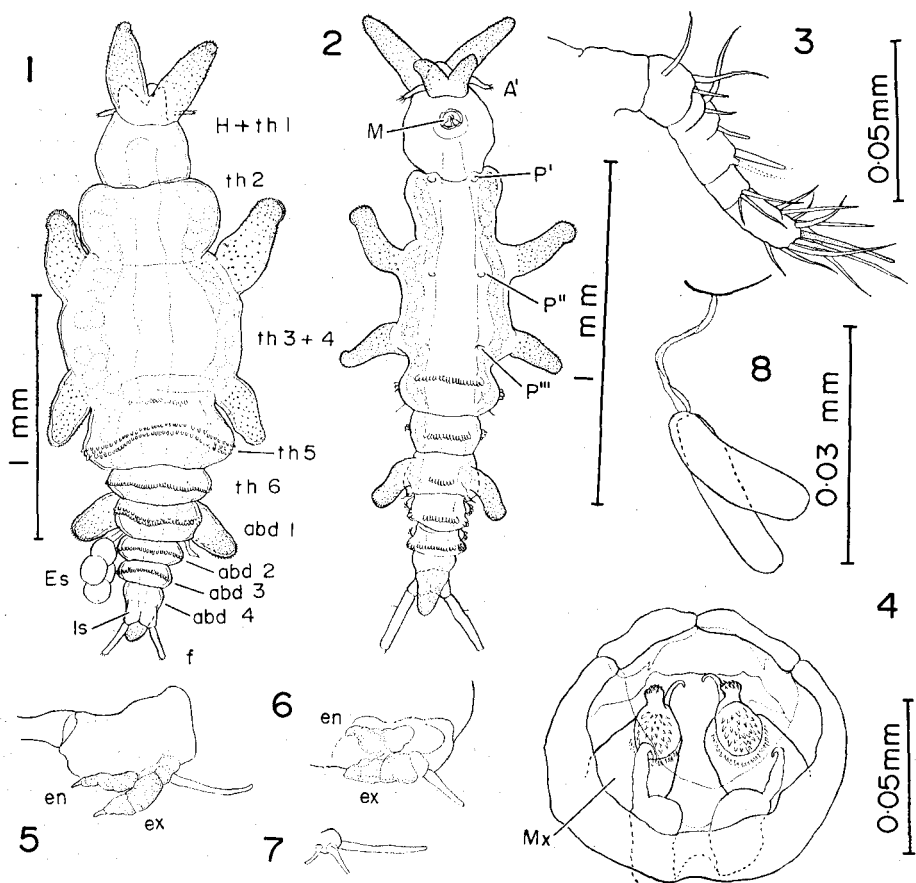 1
2
3
A'
H + th 1
M
th 2
P'
0·05mm
P''
th 3 + 4
P'''
1 mm
1 mm
8
0·03 mm
th 5
th 6
abd 1
Es
abd 2
abd 3
abd 4
ls
f
4
6
en
ex
en
ex
5
7
Mx
0·05mm